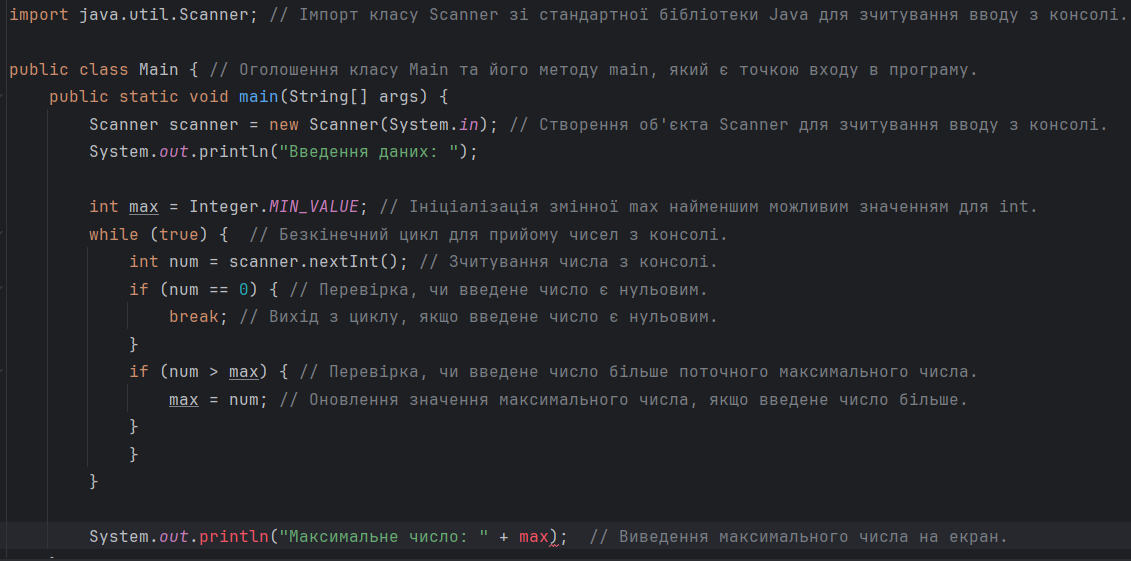 import java.util.Scanner; // Імпорт класу Scanner зі стандартної бібліотеки Java для зчитування вводу з консолі.
public class Main { // Оголошення класу Main та його методу main, який є точкою входу в програму.
public static void main(String[] args) {
Scanner scanner = new Scanner(System.in); // Створення об'єкта Scanner для зчитування вводу з консолі.
System.out.println("Введення даних: ");
int max = Integer.MIN_VALUE; // Ініціалізація змінної max найменшим можливим значенням для int.
while (true) {  // Безкінечний цикл для прийому чисел з консолі.
int num = scanner.nextInt(); // Зчитування числа з консолі.
if (num == 0) { // Перевірка, чи введене число є нульовим.
break; // Вихід з циклу, якщо введене число є нульовим.
}
if (num > max) { // Перевірка, чи введене число більше поточного максимального числа.
max = num; // Оновлення значення максимального числа, якщо введене число більше.
}
}
}
System.out.println("Максимальне число: " + max);  // Виведення максимального числа на екран.